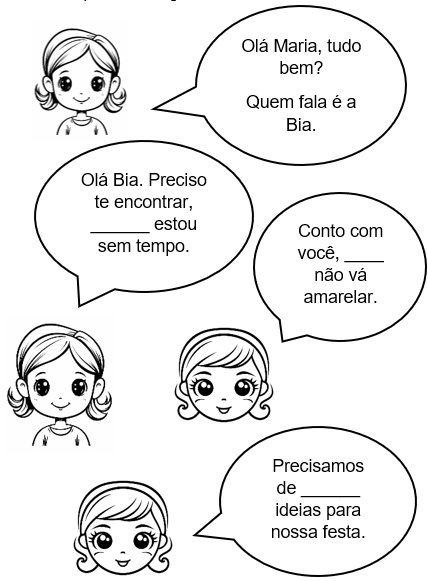 Olá Maria, tudo
bem?
Quem fala é a
Bia.
Olá Bia. Preciso
te encontrar,
______ estou
sem tempo.
Conto com
você, ____
não vá
amarelar.
Precisamos
de ______
ideias para
nossa festa.